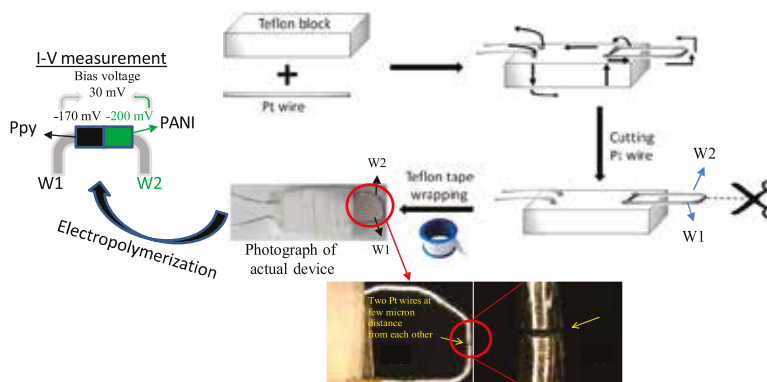 Teflon block
Pt wire
Cutting
Pt wire
W2
W1
Teflon tape
wrapping
W2
W1
Photograph of
actual device
Two Pt wires at
few micron
distance
from each other
Electropolymerization
I-V measurement
Bias voltage
30 mV
-170 mV
-200 mV
Ppy
PANI
W1
W2